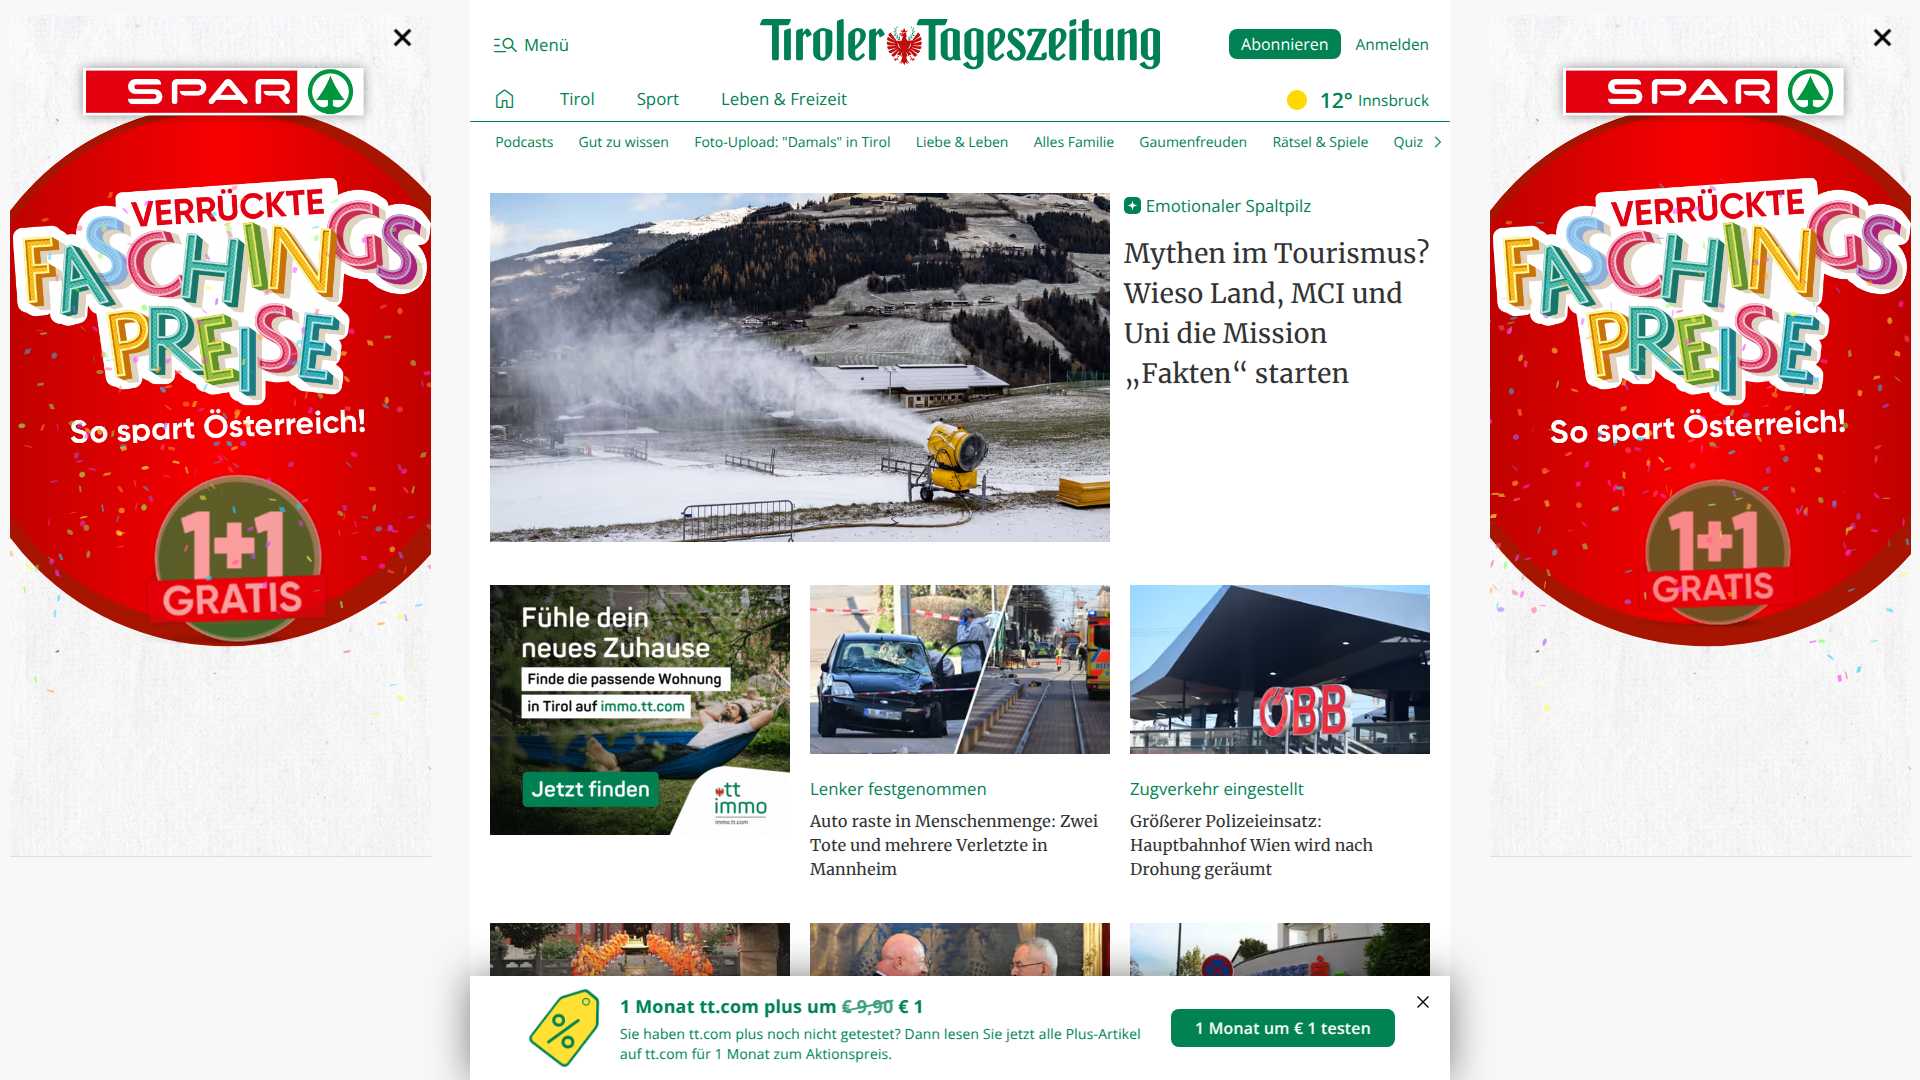 SPAR
VERRÜCKTE
FASCHINGS
PREISE
So spart Österreich!
1+1
GRATIS
Menü
Tiroler Tageszeitung
Abonnieren
Anmelden
Tirol
Sport
Leben & Freizeit
12° Innsbruck
Podcasts
Gut zu wissen
Foto-Upload: "Damals" in Tirol
Liebe & Leben
Alles Familie
Gaumenfreuden
Rätsel & Spiele
Quiz
Emotionaler Spaltpilz
Mythen im Tourismus?
Wieso Land, MCI und
Uni die Mission
„Fakten“ starten
Fühle dein
neues Zuhause
Finde die passende Wohnung
in Tirol auf immo.tt.com
Jetzt finden
tt
immo
immo.tt.com
Lenker festgenommen
Auto raste in Menschenmenge: Zwei
Tote und mehrere Verletzte in
Mannheim
ÖBB
Zugverkehr eingestellt
Größerer Polizeieinsatz:
Hauptbahnhof Wien wird nach
Drohung geräumt
%
1 Monat tt.com plus um € 9,90 € 1
Sie haben tt.com plus noch nicht getestet? Dann lesen Sie jetzt alle Plus-Artikel
auf tt.com für 1 Monat zum Aktionspreis.
1 Monat um € 1 testen
SPAR
VERRÜCKTE
FASCHINGS
PREISE
So spart Österreich!
1+1
GRATIS